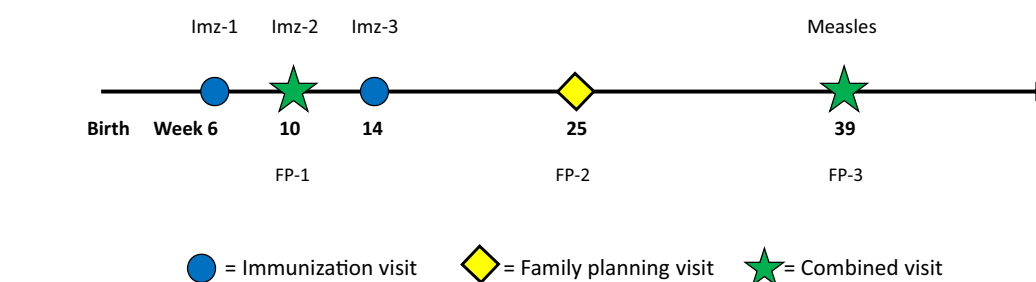 Imz-1 Imz-2 Imz-3 Measles
Birth Week 6 10 14 25 39
FP-1 FP-2 FP-3
= Immunization visit = Family planning visit = Combined visit